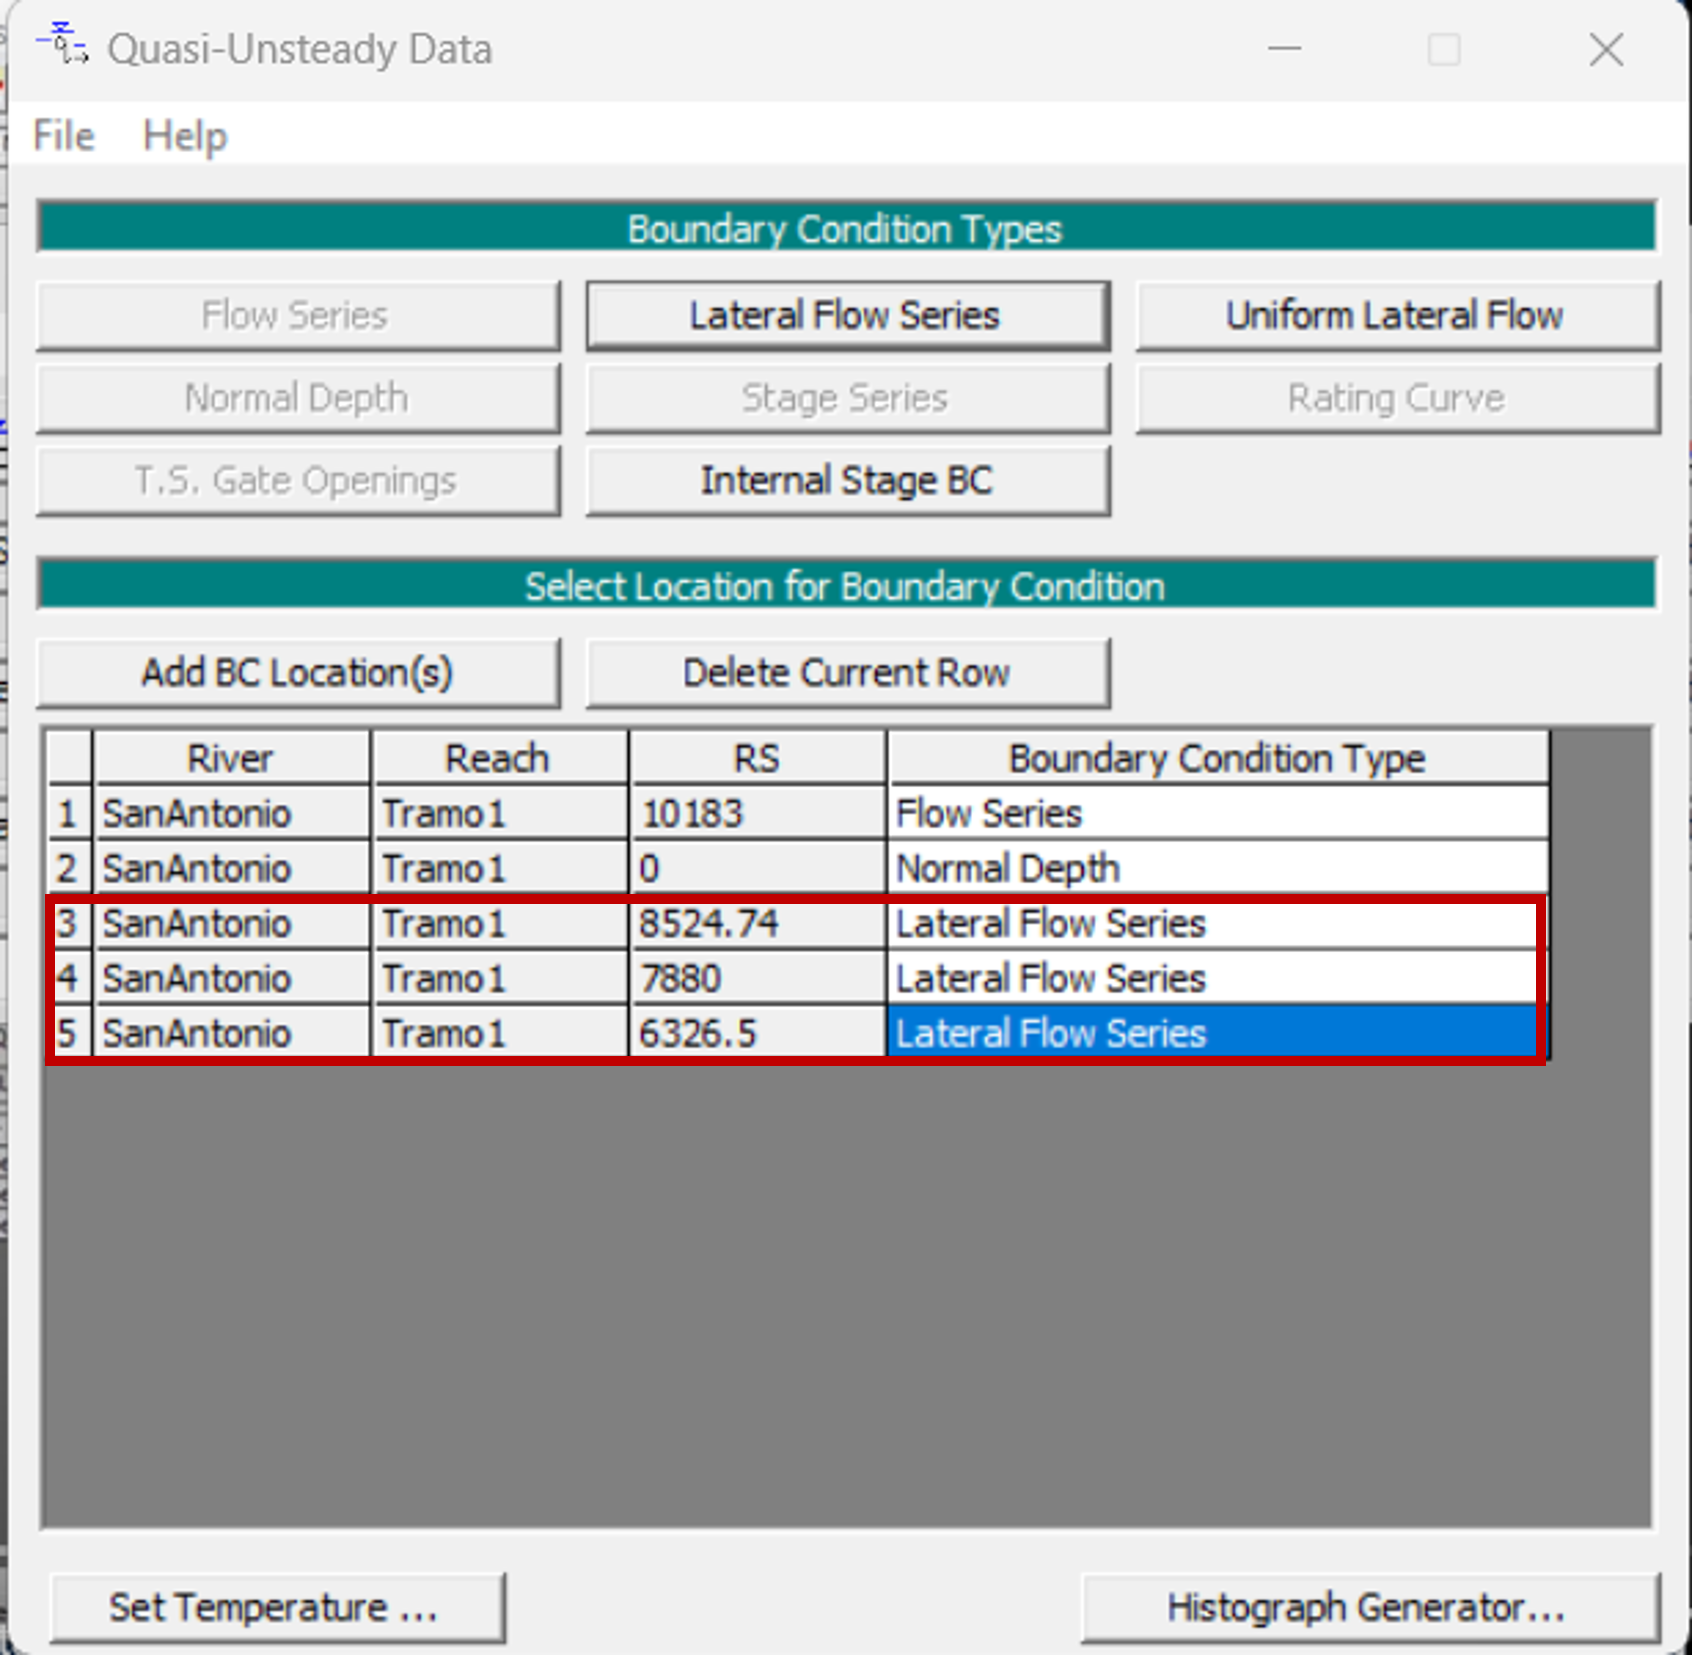 Quasi-Unsteady Data
File Help
Boundary Condition Types
Flow Series Lateral Flow Series Uniform Lateral Flow
Normal Depth Stage Series Rating Curve
T.S. Gate Openings Internal Stage BC
Select Location for Boundary Condition
Add BC Location(s) Delete Current Row
River Reach RS Boundary Condition Type
1 SanAntonio Tramo1 10183 Flow Series
2 SanAntonio Tramo1 0 Normal Depth
3 SanAntonio Tramo1 8524.74 Lateral Flow Series
4 SanAntonio Tramo1 7880 Lateral Flow Series
5 SanAntonio Tramo1 6326.5 Lateral Flow Series
Set Temperature ... Histograph Generator...